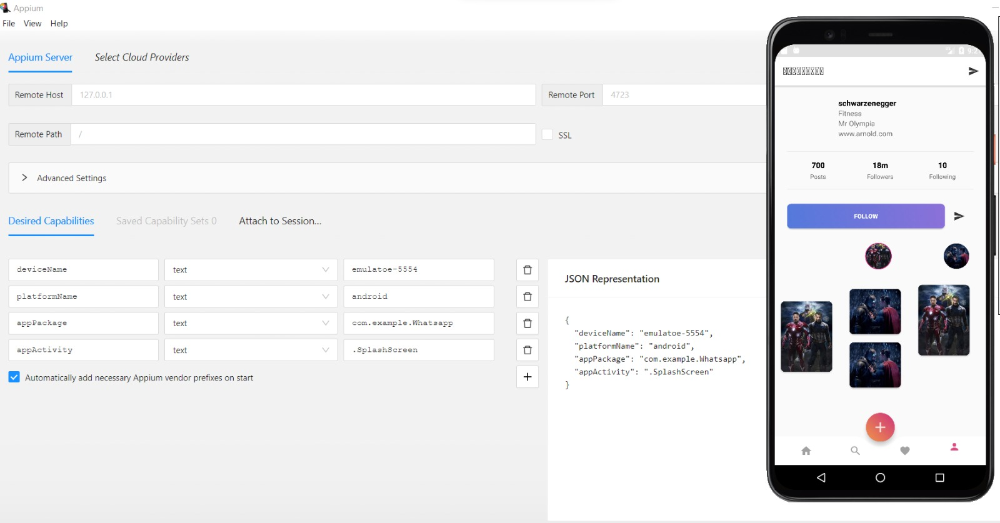 Appium
File View Help
Appium Server Select Cloud Providers
Remote Host 127.0.0.1 Remote Port 4723
Remote Path / SSL
Advanced Settings
Desired Capabilities Saved Capability Sets 0 Attach to Session...
deviceName text emulatoe-5554
platformName text android
appPackage text com.example.Whatsapp
appActivity text .SplashScreen
Automatically add necessary Appium vendor prefixes on start
JSON Representation
{
"deviceName": "emulatoe-5554",
"platformName": "android",
"appPackage": "com.example.Whatsapp",
"appActivity": ".SplashScreen"
}
schwarzenegger
Fitness
Mr Olympia
www.arnold.com
700 18m 10
Posts Followers Following
FOLLOW